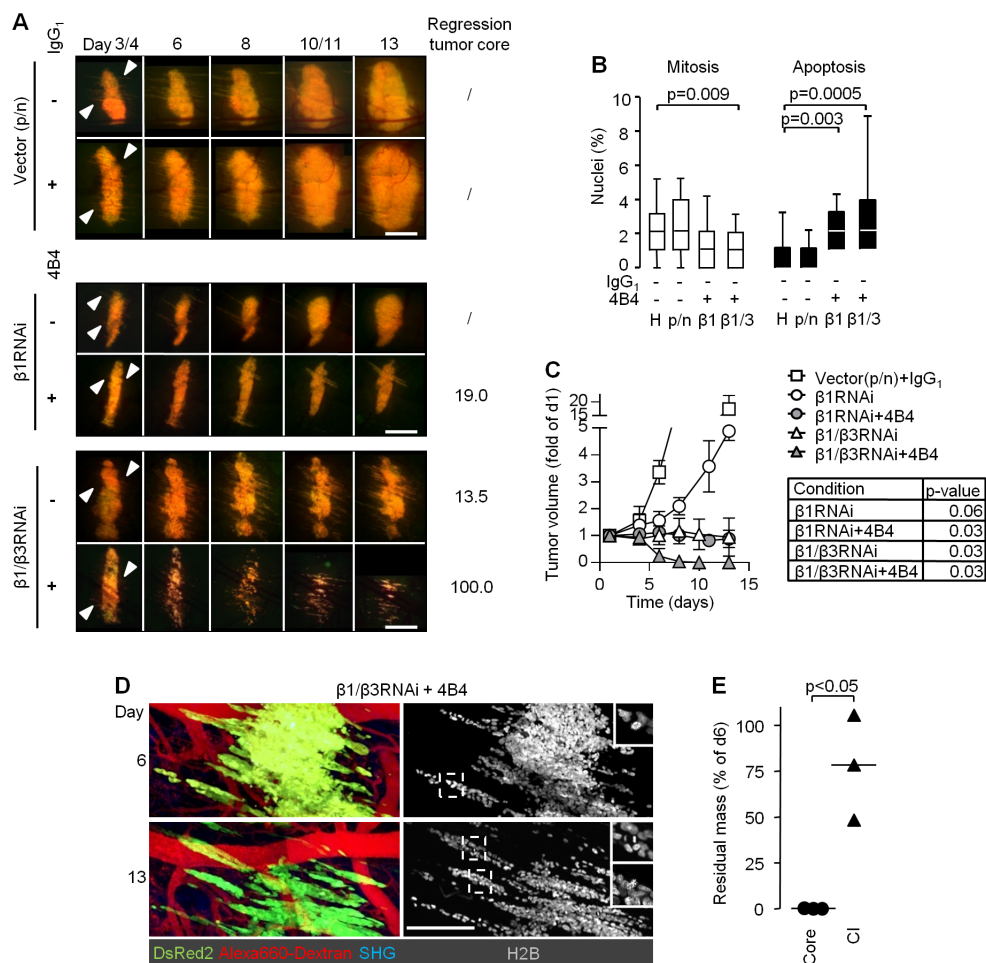 A
IgG1
Day 3/4 6 8 10/11 13
Regression
tumor core
Vector (p/n)
- /
+ /
4B4
β1RNAi
- /
+ 19.0
β1/β3RNAi
- 13.5
+ 100.0
B
Mitosis Apoptosis
p=0.009 p=0.0005
p=0.003
Nuclei (%)
10
8
6
4
2
0
IgG1 - - - - - - - -
4B4 - - + + - - + +
H p/n β1 β1/3 H p/n β1 β1/3
C
Tumor volume (fold of d1)
20
15
5
4
3
2
1
0
0 5 10 15
Time (days)
Vector(p/n)+IgG1
β1RNAi
β1RNAi+4B4
β1/β3RNAi
β1/β3RNAi+4B4
Condition p-value
β1RNAi 0.06
β1RNAi+4B4 0.03
β1/β3RNAi 0.03
β1/β3RNAi+4B4 0.03
D
β1/β3RNAi + 4B4
Day
6
13
DsRed2 Alexa660-Dextran SHG H2B
E
p<0.05
Residual mass (% of d6)
100
75
50
25
0
Core CI